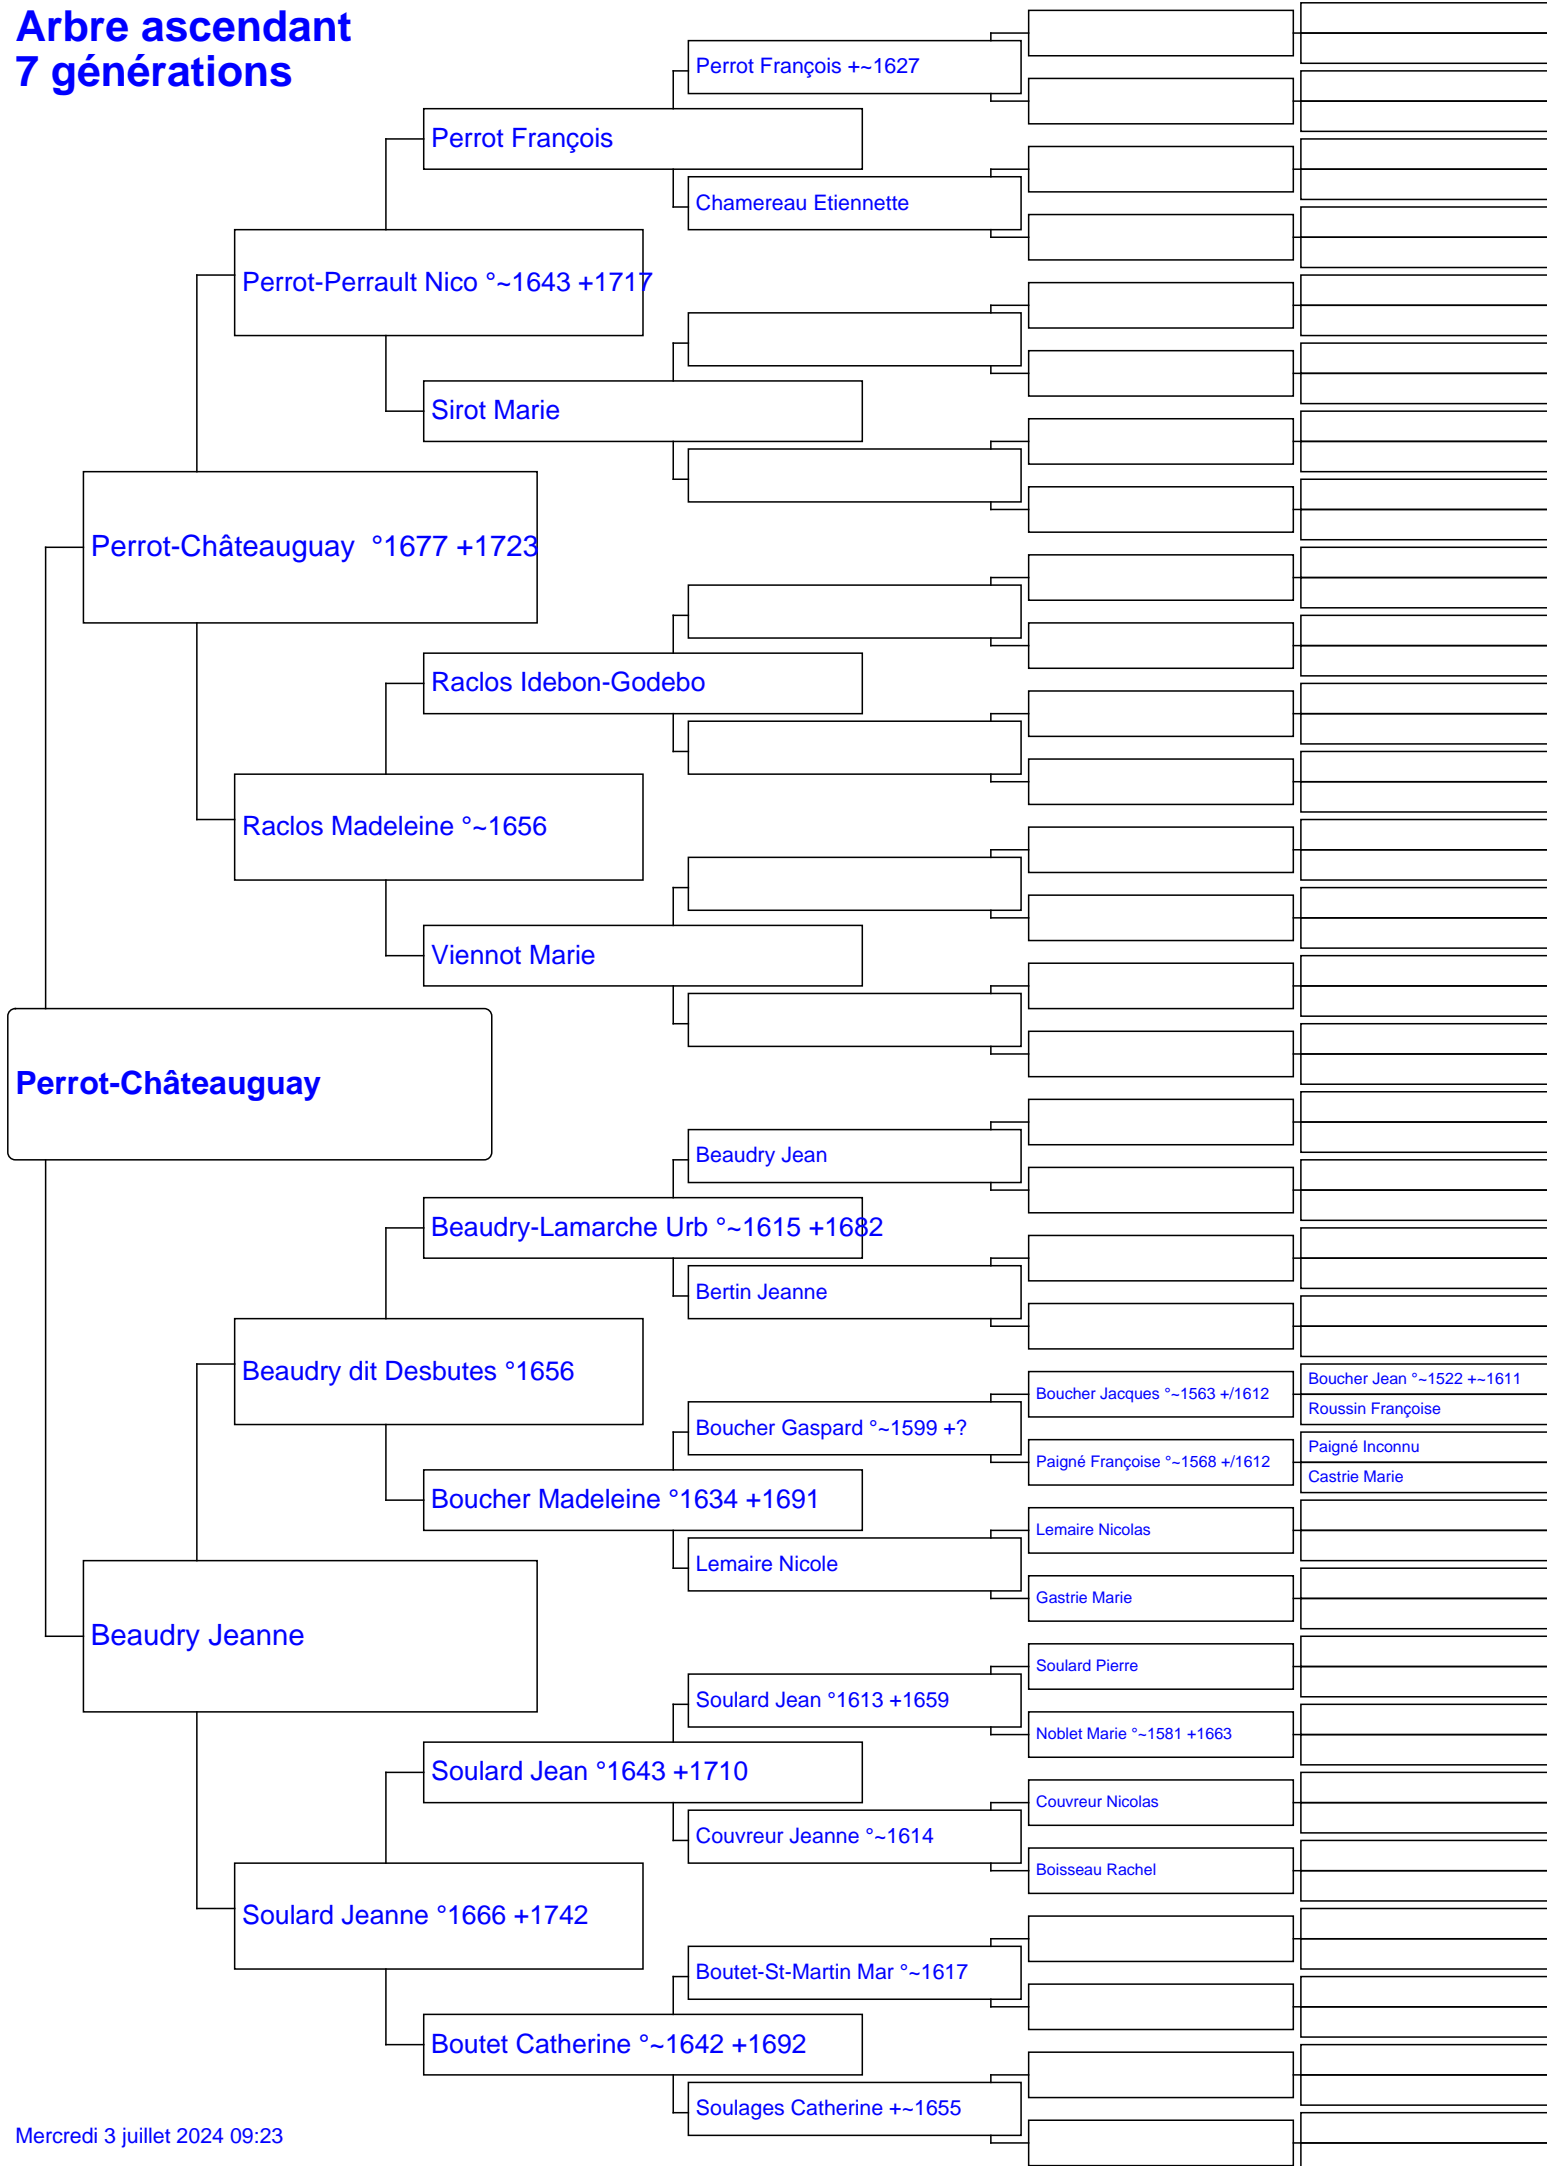 Arbre ascendant
7 générations
Perrot François +~1627
Perrot François
Chamereau Etiennette
Perrot-Perrault Nico °~1643 +1717
Sirot Marie
Perrot-Châteauguay  °1677 +1723
Raclos Idebon-Godebo
Raclos Madeleine °~1656
Viennot Marie
Perrot-Châteauguay
Beaudry Jean
Beaudry-Lamarche Urb °~1615 +1682
Bertin Jeanne
Beaudry dit Desbutes °1656
Boucher Jean °~1522 +~1611
Boucher Jacques °~1563 +/1612
Roussin Françoise
Boucher Gaspard °~1599 +?
Paigné Inconnu
Paigné Françoise °~1568 +/1612
Castrie Marie
Boucher Madeleine °1634 +1691
Lemaire Nicolas
Lemaire Nicole
Gastrie Marie
Beaudry Jeanne
Soulard Pierre
Soulard Jean °1613 +1659
Noblet Marie °~1581 +1663
Soulard Jean °1643 +1710
Couvreur Nicolas
Couvreur Jeanne °~1614
Boisseau Rachel
Soulard Jeanne °1666 +1742
Boutet-St-Martin Mar °~1617
Boutet Catherine °~1642 +1692
Soulages Catherine +~1655
Mercredi 3 juillet 2024 09:23